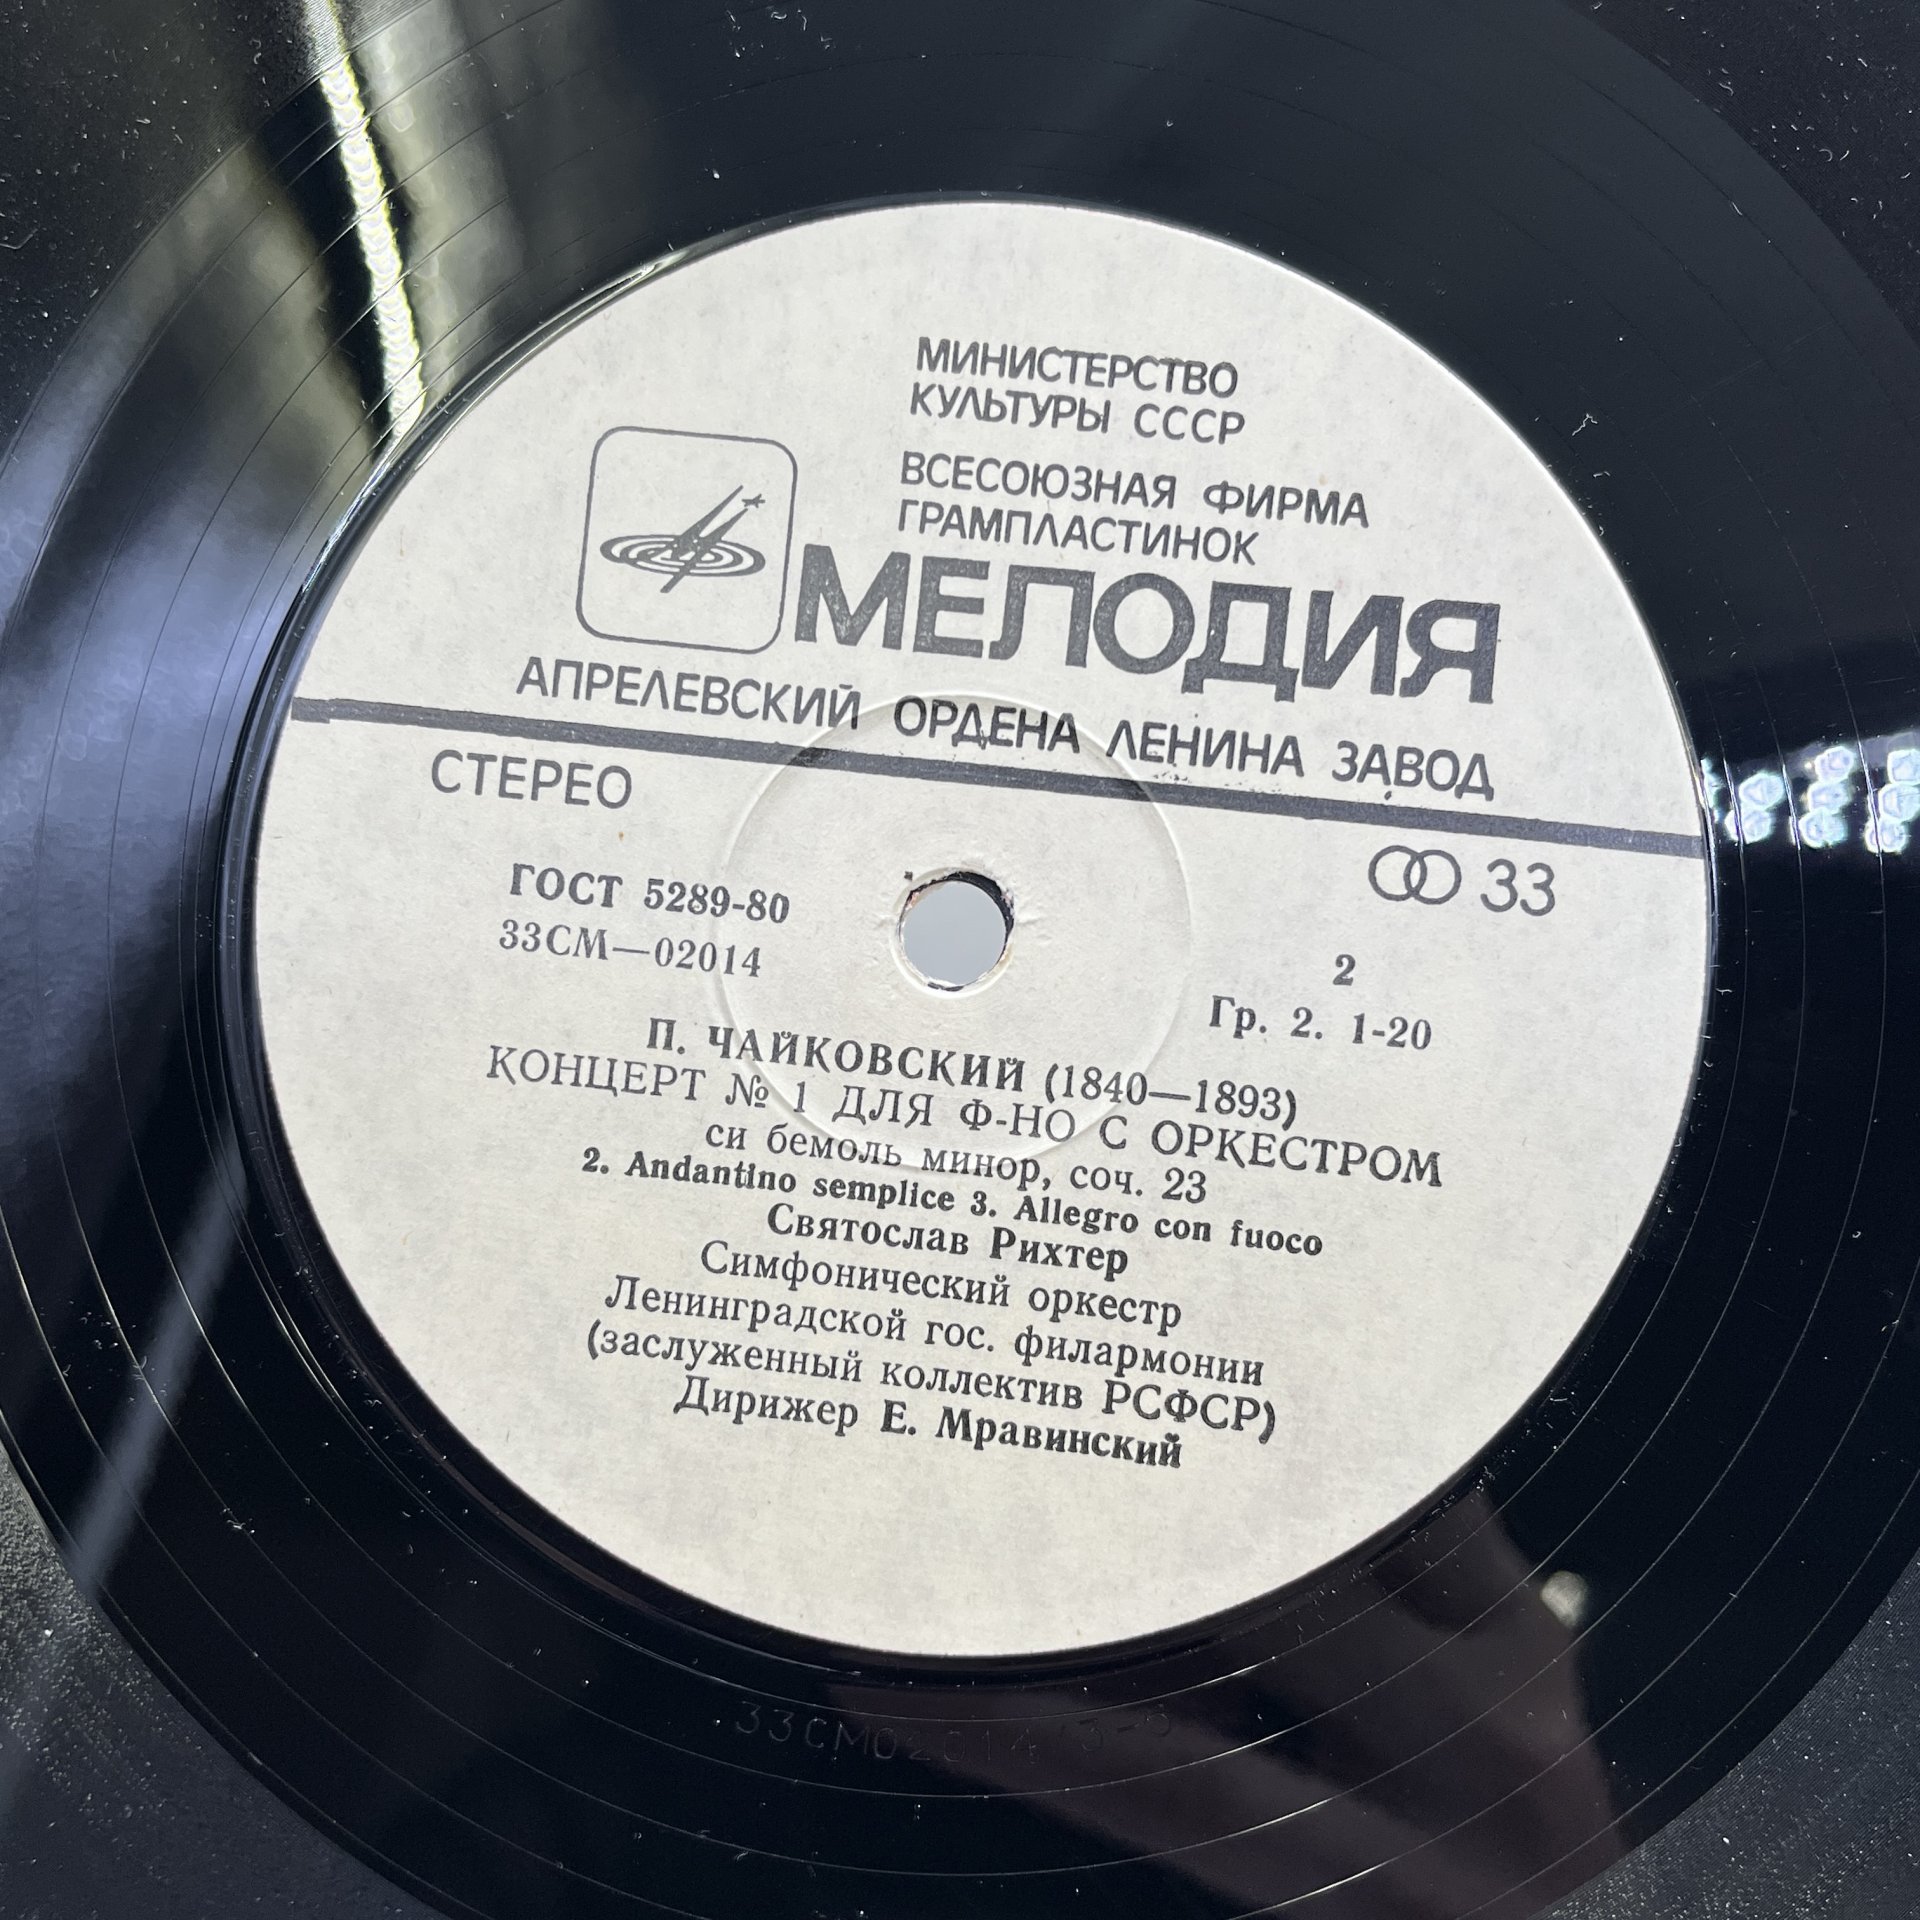 МИНИСТЕРСТВО
КУЛЬТУРЫ СССР
ВСЕСОЮЗНАЯ ФИРМА
ГРАМПЛАСТИНОК
МЕЛОДИЯ
АПРЕЛЕВСКИЙ ОРДЕНА ЛЕНИНА ЗАВОД
СТЕРЕО
33
ГОСТ 5289-80
33СМ—02014
2
Гр. 2. 1-20
П. ЧАЙКОВСКИЙ (1840—1893)
КОНЦЕРТ № 1 ДЛЯ Ф-НО С ОРКЕСТРОМ
си бемоль минор, соч. 23
2. Andantino semplice 3. Allegro con fuoco
Святослав Рихтер
Симфонический оркестр
Ленинградской гос. филармонии
(заслуженный коллектив РСФСР)
Дирижер Е. Мравинский
33СМ02014